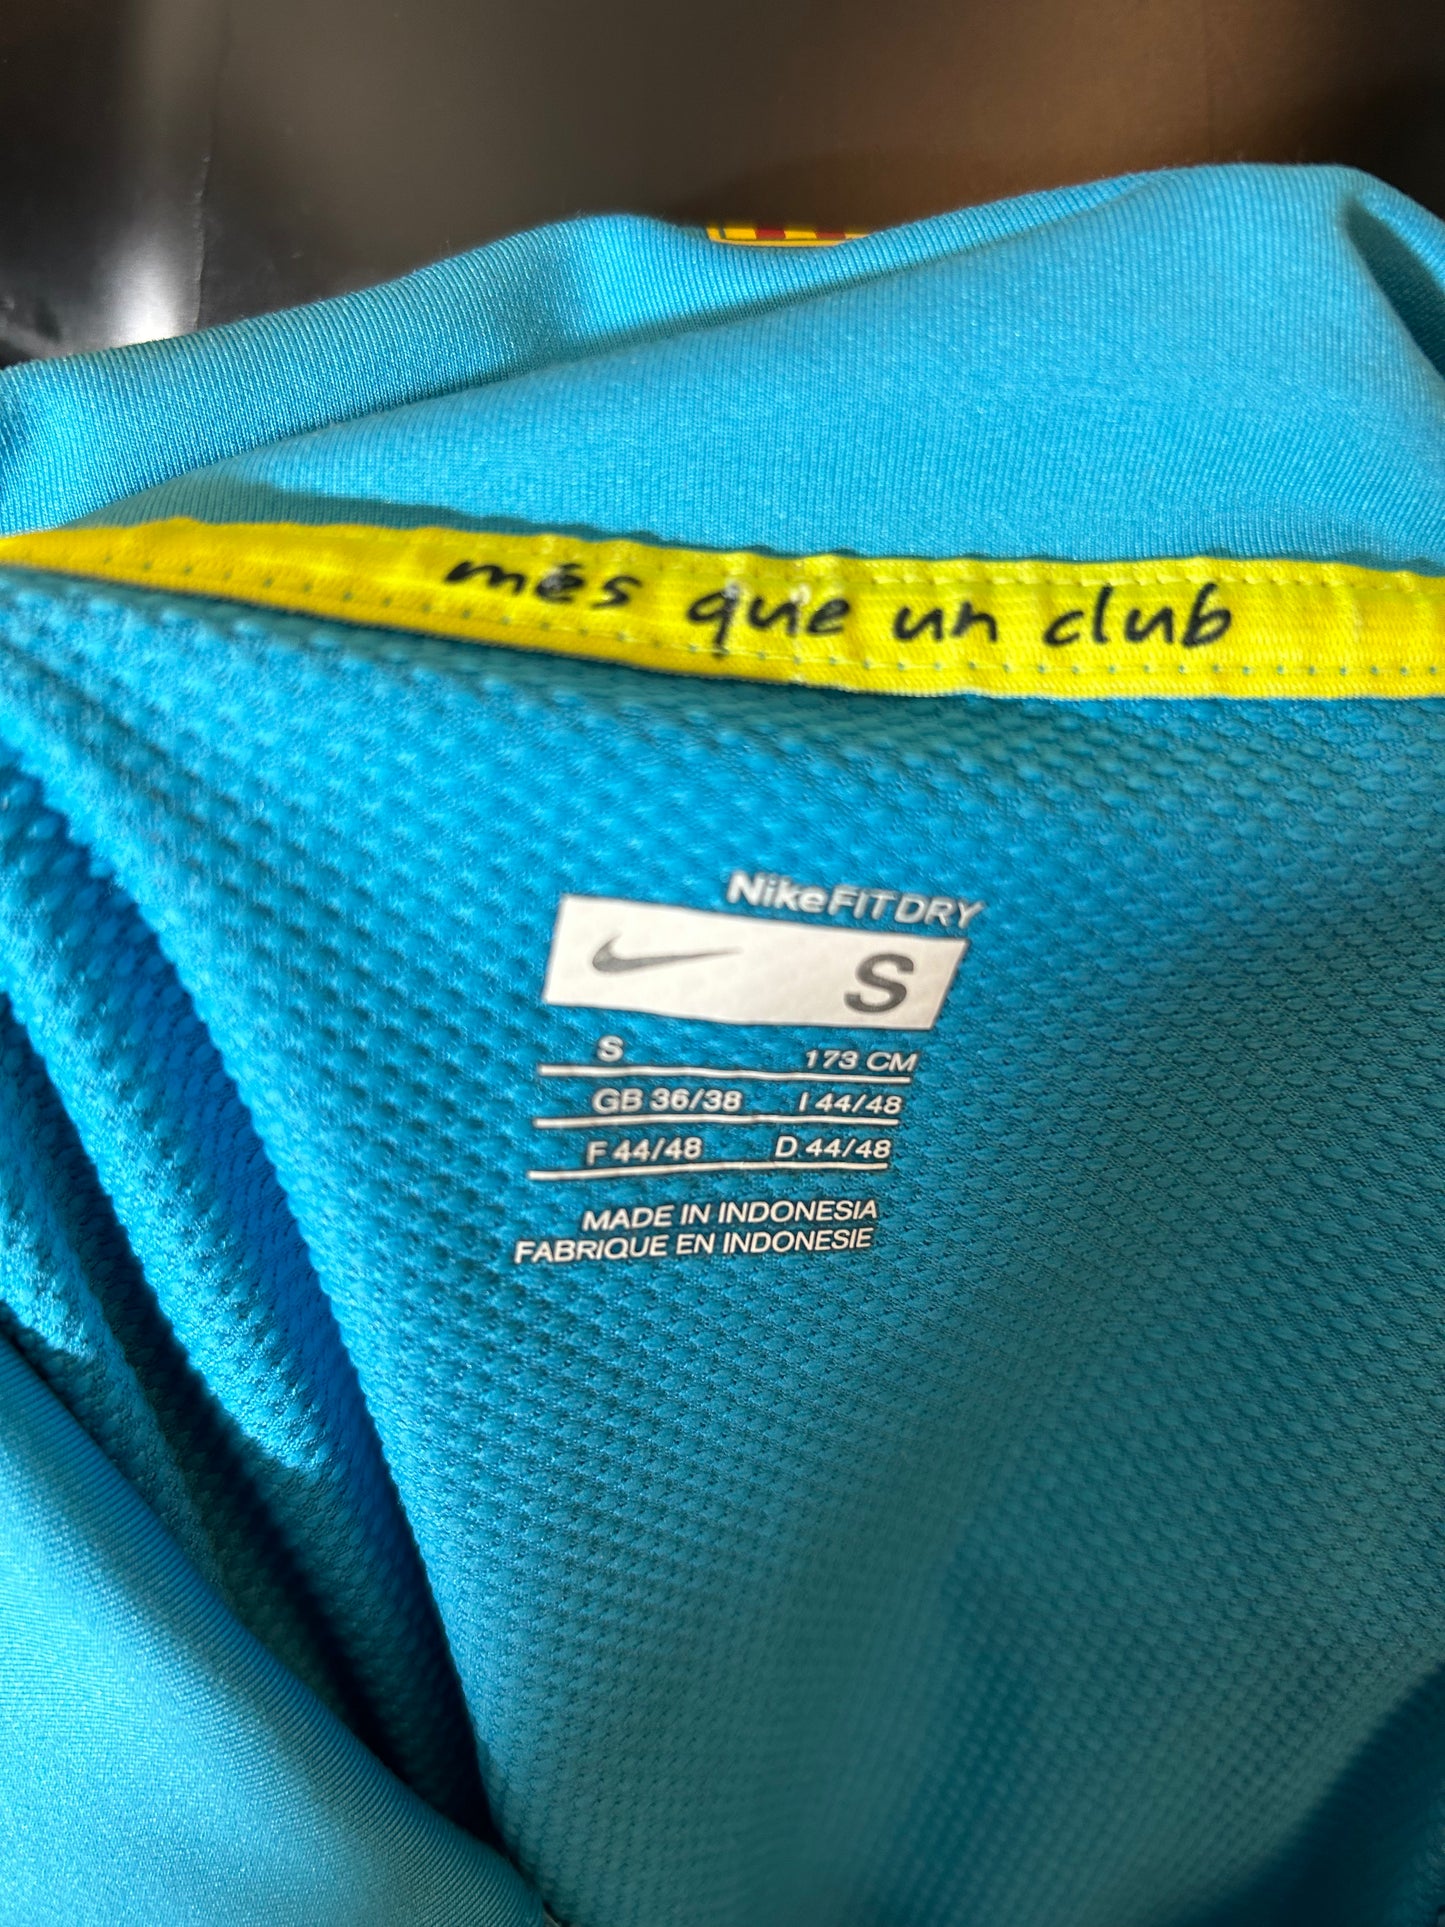 més que un club
NikeFITDRY
S
S 173 CM
GB 36/38 I 44/48
F 44/48 D 44/48
MADE IN INDONESIA
FABRIQUE EN INDONESIE